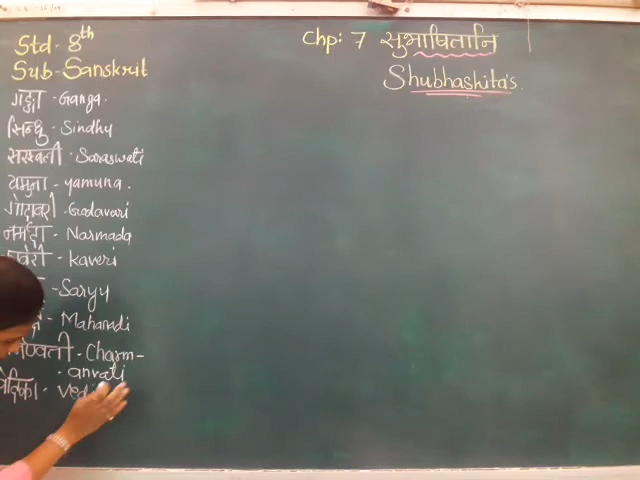 Std. 8th
Sub-Sanskrit
Chp: 7 सुभाषितानि
Shubhashita's.
गङ्गा - Ganga.
सिन्धु - Sindhu
सरस्वती - Saraswati
यमुना - yamuna.
गोदावरी - Godavari
नर्मदा - Narmada
- Kaveri
- Saryu
- Mahanadi
- Charm-
anvati